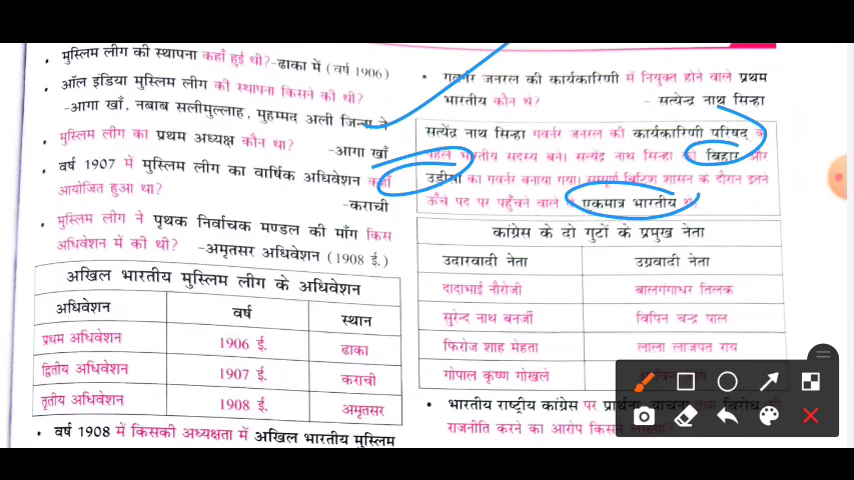 मुस्लिम लीग की स्थापना कहाँ हुई थी?-ढाका में (वर्ष 1906)
ऑल इंडिया मुस्लिम लीग की स्थापना किसने की थी?
-आगा खाँ, नबाब सलीमुल्लाह, मुहम्मद अली जिन्ना ने
मुस्लिम लीग का प्रथम अध्यक्ष कौन था? -आगा खाँ
वर्ष 1907 में मुस्लिम लीग का वार्षिक अधिवेशन कहाँ
आयोजित हुआ था? -कराची
मुस्लिम लीग ने पृथक निर्वाचक मण्डल की माँग किस
अधिवेशन में की थी? -अमृतसर अधिवेशन (1908 ई.)
अखिल भारतीय मुस्लिम लीग के अधिवेशन
अधिवेशन वर्ष स्थान
प्रथम अधिवेशन 1906 ई. ढाका
द्वितीय अधिवेशन 1907 ई. कराची
तृतीय अधिवेशन 1908 ई. अमृतसर
वर्ष 1908 में किसकी अध्यक्षता में अखिल भारतीय मुस्लिम
गवर्नर जनरल की कार्यकारिणी में नियुक्त होने वाले प्रथम
भारतीय कौन थे? - सत्येन्द्र नाथ सिन्हा
सत्येंद्र नाथ सिन्हा गवर्नर जनरल की कार्यकारिणी परिषद् के
पहले भारतीय सदस्य बने। सत्येंद्र नाथ सिन्हा को बिहार और
उड़ीसा का गवर्नर बनाया गया। सम्पूर्ण ब्रिटिश शासन के दौरान इतने
ऊँचे पद पर पहुँचने वाले ये एकमात्र भारतीय थे।
कांग्रेस के दो गुटों के प्रमुख नेता
उदारवादी नेता उग्रवादी नेता
दादाभाई नौरोजी बालगंगाधर तिलक
सुरेन्द नाथ बनर्जी विपिन चन्द्र पाल
फिरोज शाह मेहता लाला लाजपत राय
गोपाल कृष्ण गोखले
भारतीय राष्ट्रीय कांग्रेस पर प्रार्थना, याचना तथा विरोध की
राजनीति करने का आरोप किसने लगाया?